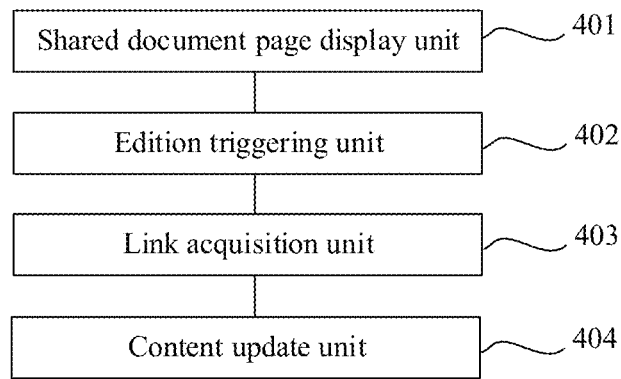 Shared document page display unit 401
Edition triggering unit 402
Link acquisition unit 403
Content update unit 404